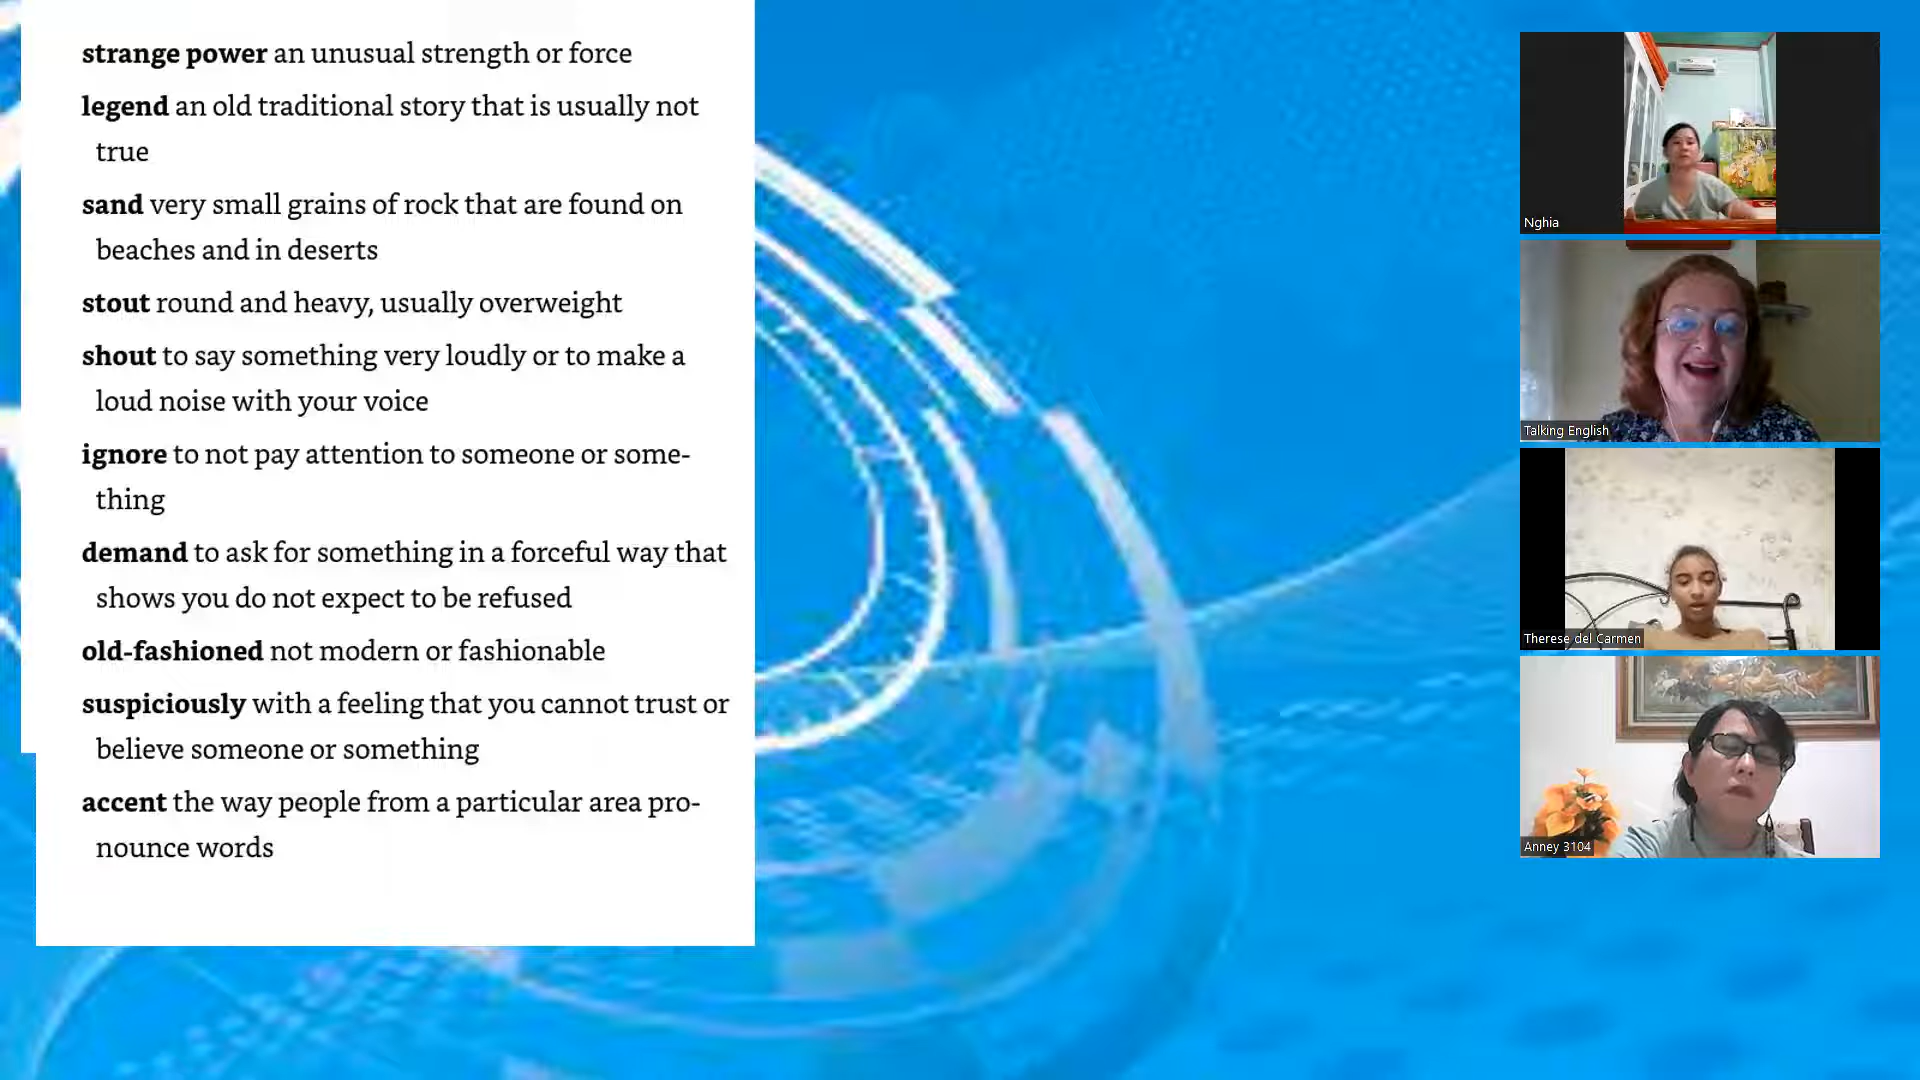 strange power an unusual strength or force
legend an old traditional story that is usually not
true
sand very small grains of rock that are found on
beaches and in deserts
stout round and heavy, usually overweight
shout to say something very loudly or to make a
loud noise with your voice
ignore to not pay attention to someone or some-
thing
demand to ask for something in a forceful way that
shows you do not expect to be refused
old-fashioned not modern or fashionable
suspiciously with a feeling that you cannot trust or
believe someone or something
accent the way people from a particular area pro-
nounce words
Nghia
Talking English
Therese del Carmen
Anney 3104